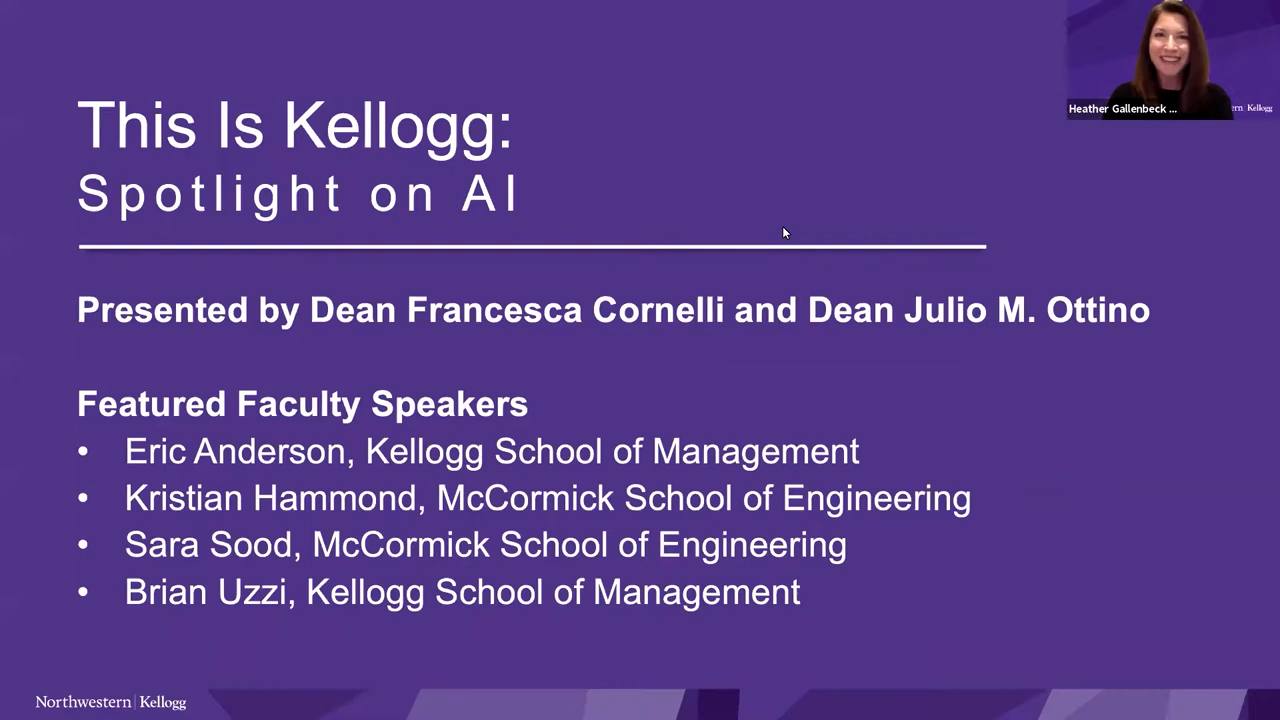 This Is Kellogg:
Spotlight on AI
Presented by Dean Francesca Cornelli and Dean Julio M. Ottino
Featured Faculty Speakers
• Eric Anderson, Kellogg School of Management
• Kristian Hammond, McCormick School of Engineering
• Sara Sood, McCormick School of Engineering
• Brian Uzzi, Kellogg School of Management
Northwestern | Kellogg
Heather Gallenbeck ...
ern Kellogg